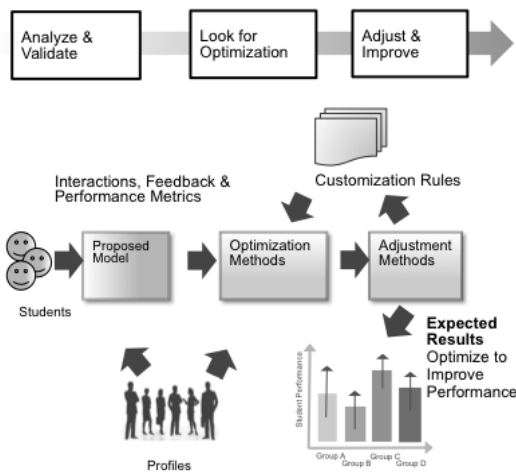 Analyze &
Validate
Look for
Optimization
Adjust &
Improve
Customization Rules
Interactions, Feedback &
Performance Metrics
Proposed
Model
Optimization
Methods
Adjustment
Methods
Students
Expected
Results
Optimize to
Improve
Performance
Student Performance
Group A
Group B
Group C
Group D
Profiles